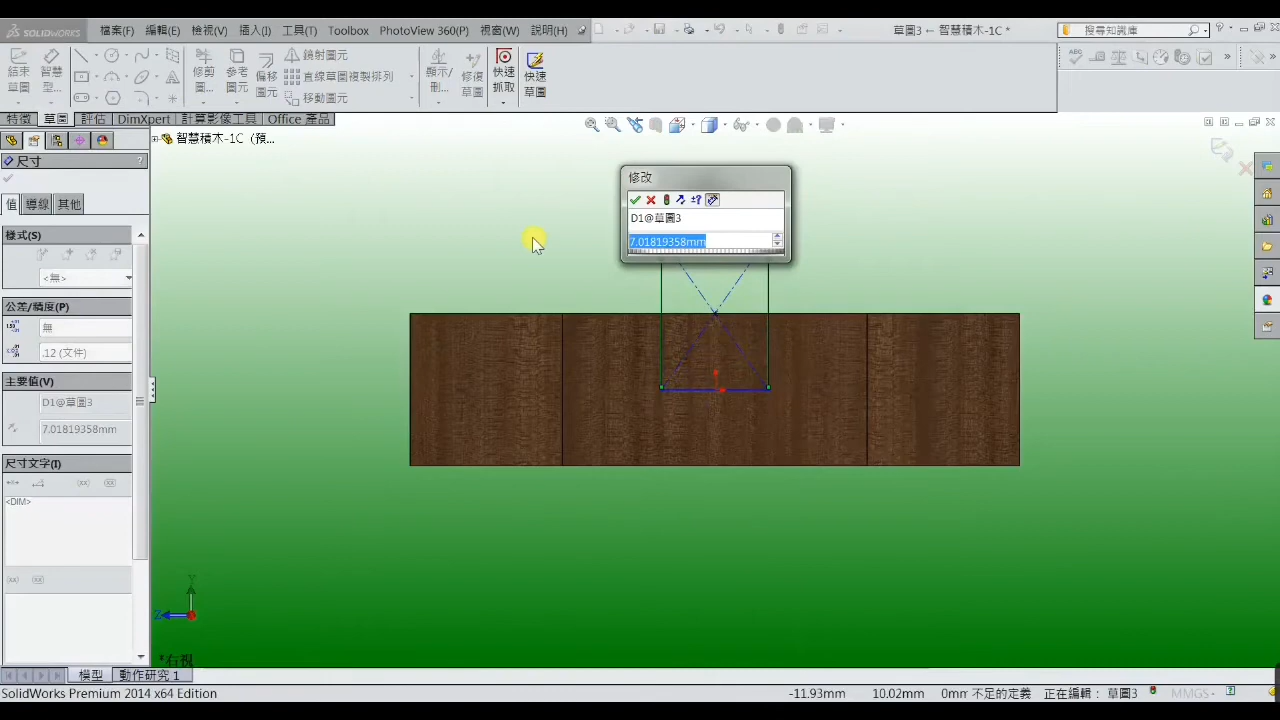 SOLIDWORKS
檔案(F) 編輯(E) 檢視(V) 插入(I) 工具(T) Toolbox PhotoView 360(P) 視窗(W) 說明(H)
草圖3 ← 智慧積木-1C *
搜尋知識庫
結束草圖
智慧型...
修剪圖元
參考圖元
偏移圖元
鏡射圖元
直線草圖複製排列
移動圖元
顯示/刪...
修復草圖
快速抓取
快速草圖
特徵 草圖 評估 DimXpert 計算影像工具 Office 產品
智慧積木-1C (預...
尺寸 ?
值 導線 其他
樣式(S)
<無>
公差/精度(P)
無
.12 (文件)
主要值(V)
D1@草圖3
7.01819358mm
尺寸文字(I)
<DIM>
修改
D1@草圖3
7.01819358mm
Y
Z
*右視
模型 動作研究 1
SolidWorks Premium 2014 x64 Edition
-11.93mm 10.02mm 0mm 不足的定義 正在編輯： 草圖3 MMGS